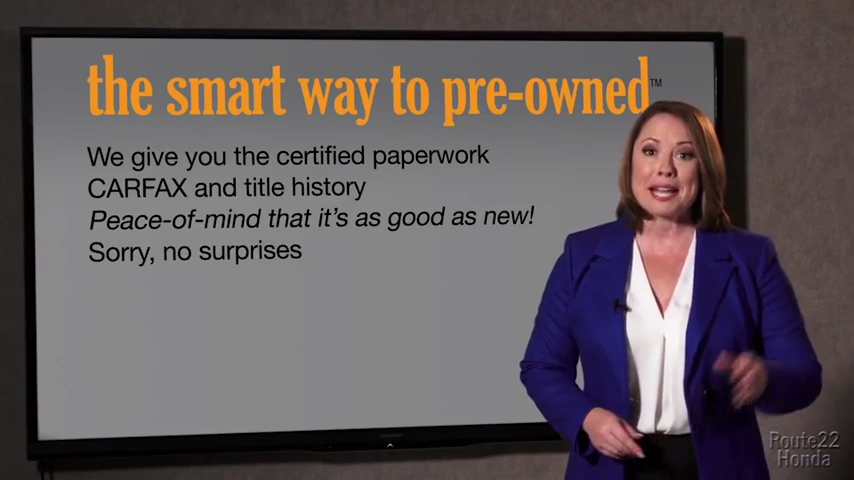 the smart way to pre-owned™
We give you the certified paperwork
CARFAX and title history
Peace-of-mind that it's as good as new!
Sorry, no surprises
Route22
Honda